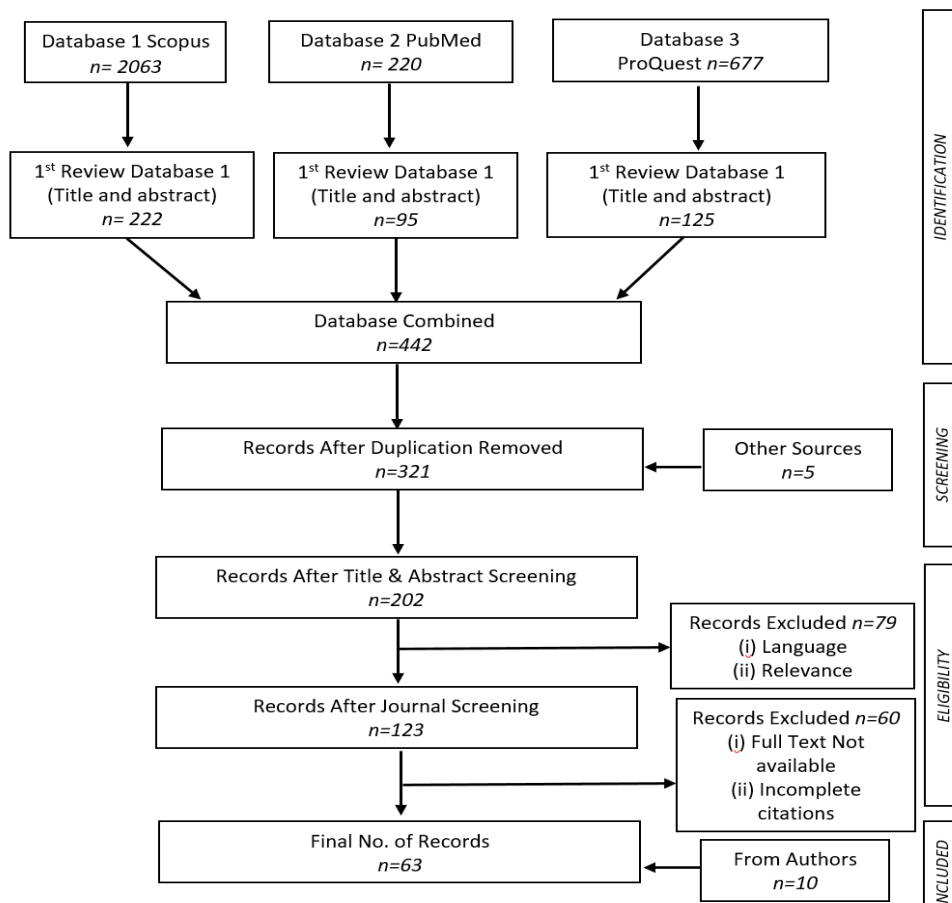 Database 1 Scopus
n= 2063
Database 2 PubMed
n= 220
Database 3
ProQuest n=677
1st Review Database 1
(Title and abstract)
n= 222
1st Review Database 1
(Title and abstract)
n=95
1st Review Database 1
(Title and abstract)
n=125
IDENTIFICATION
Database Combined
n=442
Records After Duplication Removed
n=321
Other Sources
n=5
SCREENING
Records After Title & Abstract Screening
n=202
Records Excluded n=79
(i) Language
(ii) Relevance
ELIGIBILITY
Records After Journal Screening
n=123
Records Excluded n=60
(i) Full Text Not
available
(ii) Incomplete
citations
Final No. of Records
n=63
From Authors
n=10
NCLUDED